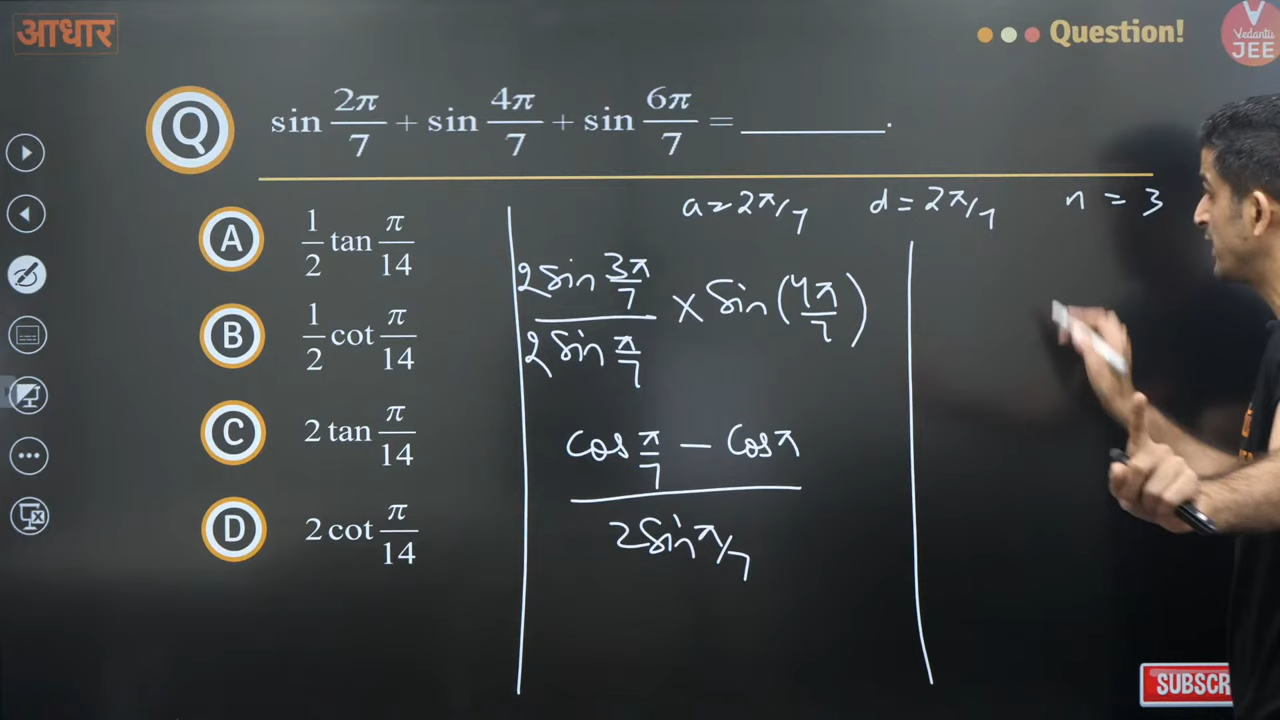 आधार
Question!
Vedantu
JEE
Q sin 2π/7 + sin 4π/7 + sin 6π/7 = ________.
a = 2π/7 d = 2π/7 n = 3
A 1/2 tan π/14
B 1/2 cot π/14
C 2 tan π/14
D 2 cot π/14
2 sin 3π/7 / 2 sin π/7 × sin (4π/7)
cos π/7 − cos π
2 sin π/7
SUBSCR